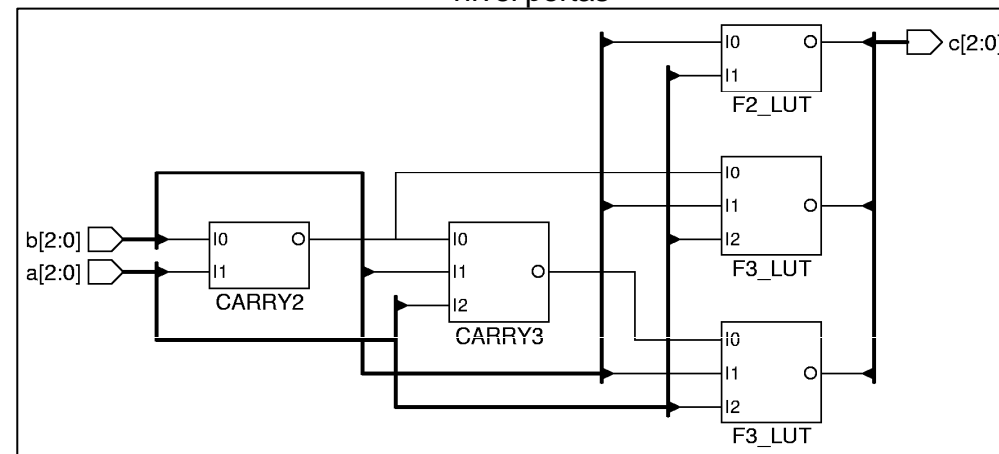 I0 O c[2:0]
I1
F2_LUT
I0
I1 O
b[2:0] I0 O I0 I2
a[2:0] I1 I1 O F3_LUT
CARRY2 I2
CARRY3 I0
I1 O
I2
F3_LUT